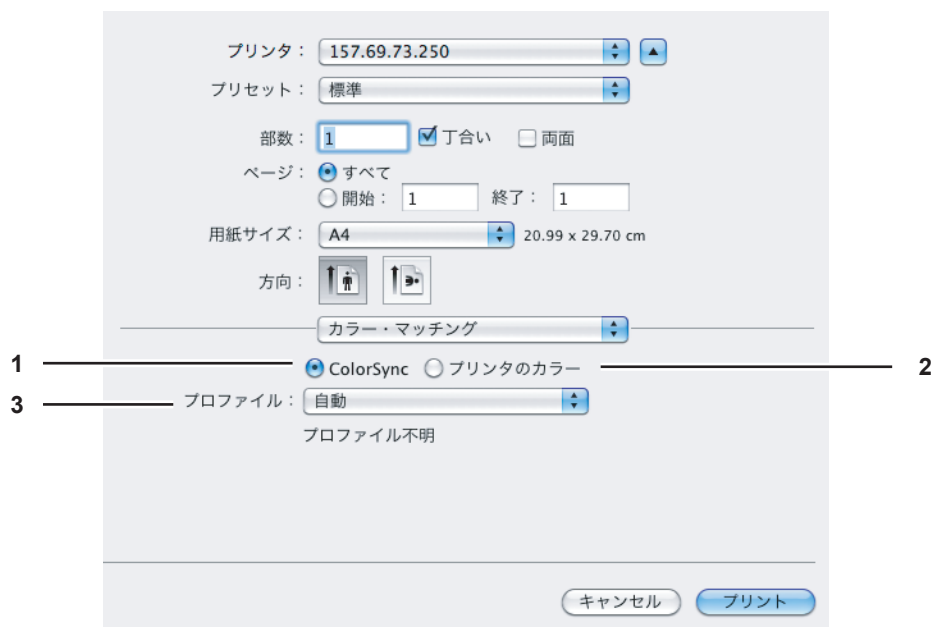 プリンタ： 157.69.73.250
プリセット： 標準
部数： 1 丁合い 両面
ページ： すべて
開始： 1 終了： 1
用紙サイズ： A4 20.99 x 29.70 cm
方向：
カラー・マッチング
1 ColorSync プリンタのカラー 2
3 プロファイル： 自動
プロファイル不明
キャンセル プリント